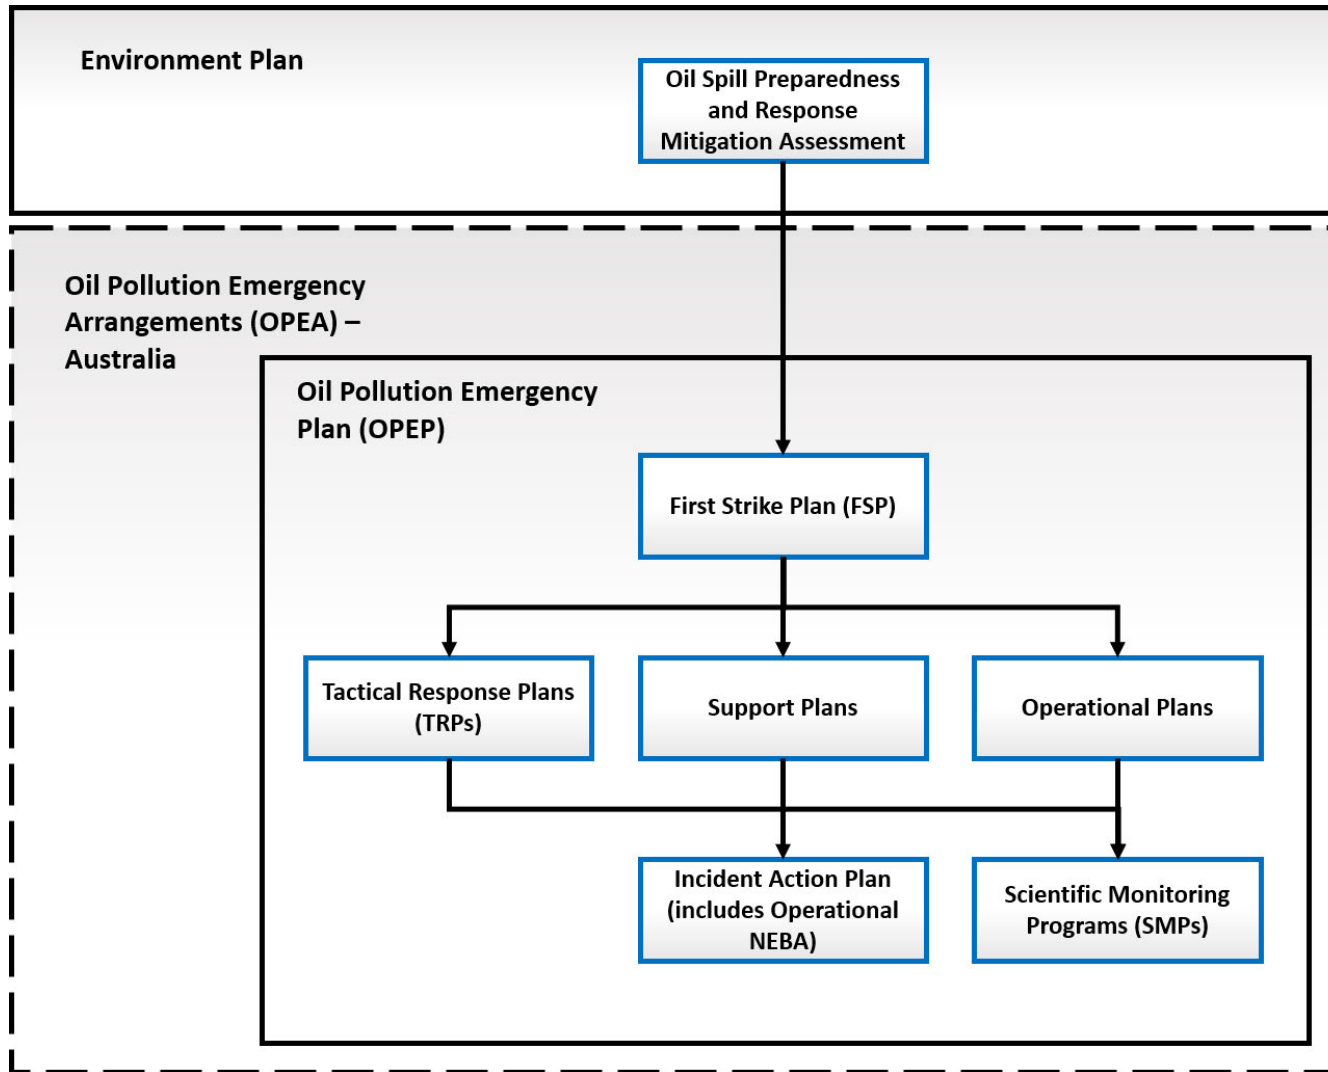 Environment Plan
Oil Spill Preparedness
and Response
Mitigation Assessment
Oil Pollution Emergency
Arrangements (OPEA) –
Australia
Oil Pollution Emergency
Plan (OPEP)
First Strike Plan (FSP)
Tactical Response Plans
(TRPs)
Support Plans
Operational Plans
Incident Action Plan
(includes Operational
NEBA)
Scientific Monitoring
Programs (SMPs)